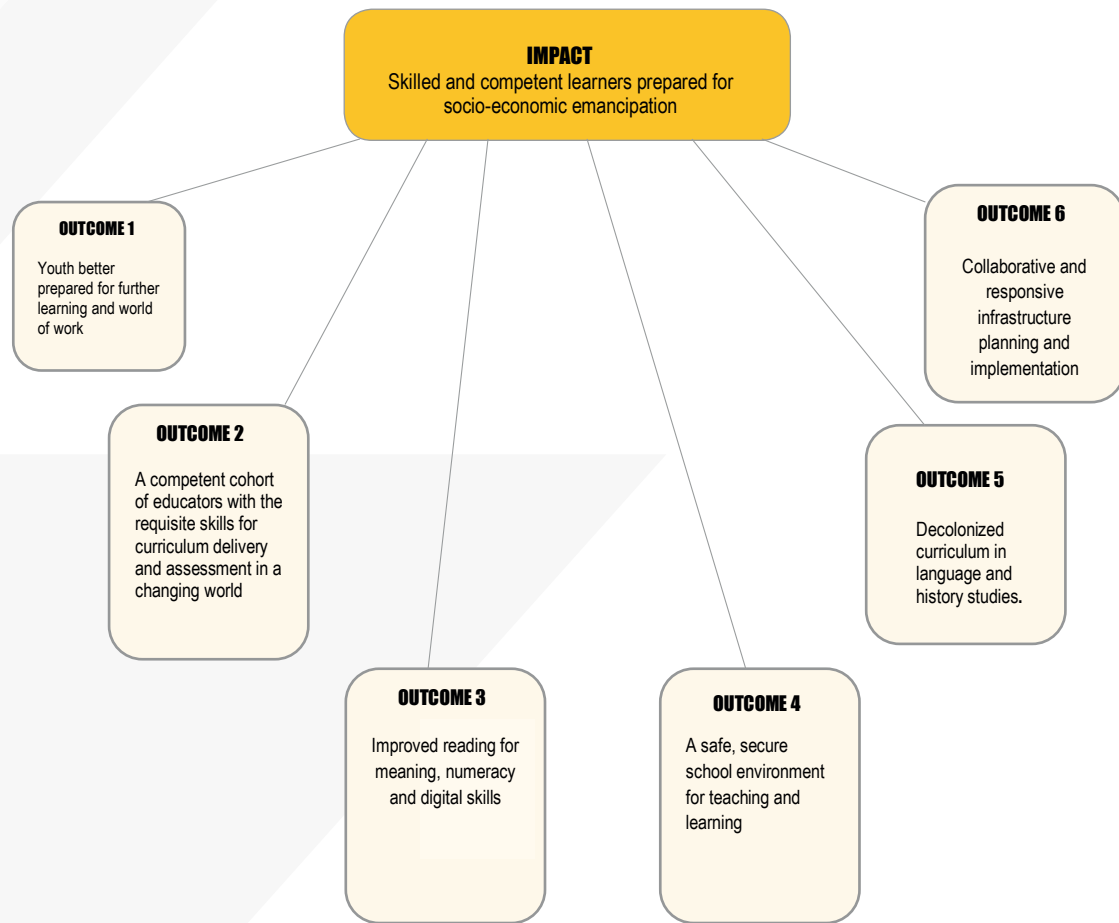 IMPACT
Skilled and competent learners prepared for
socio-economic emancipation
OUTCOME 1
Youth better
prepared for further
learning and world
of work
OUTCOME 2
A competent cohort
of educators with the
requisite skills for
curriculum delivery
and assessment in a
changing world
OUTCOME 3
Improved reading for
meaning, numeracy
and digital skills
OUTCOME 4
A safe, secure
school environment
for teaching and
learning
OUTCOME 5
Decolonized
curriculum in
language and
history studies.
OUTCOME 6
Collaborative and
responsive
infrastructure
planning and
implementation